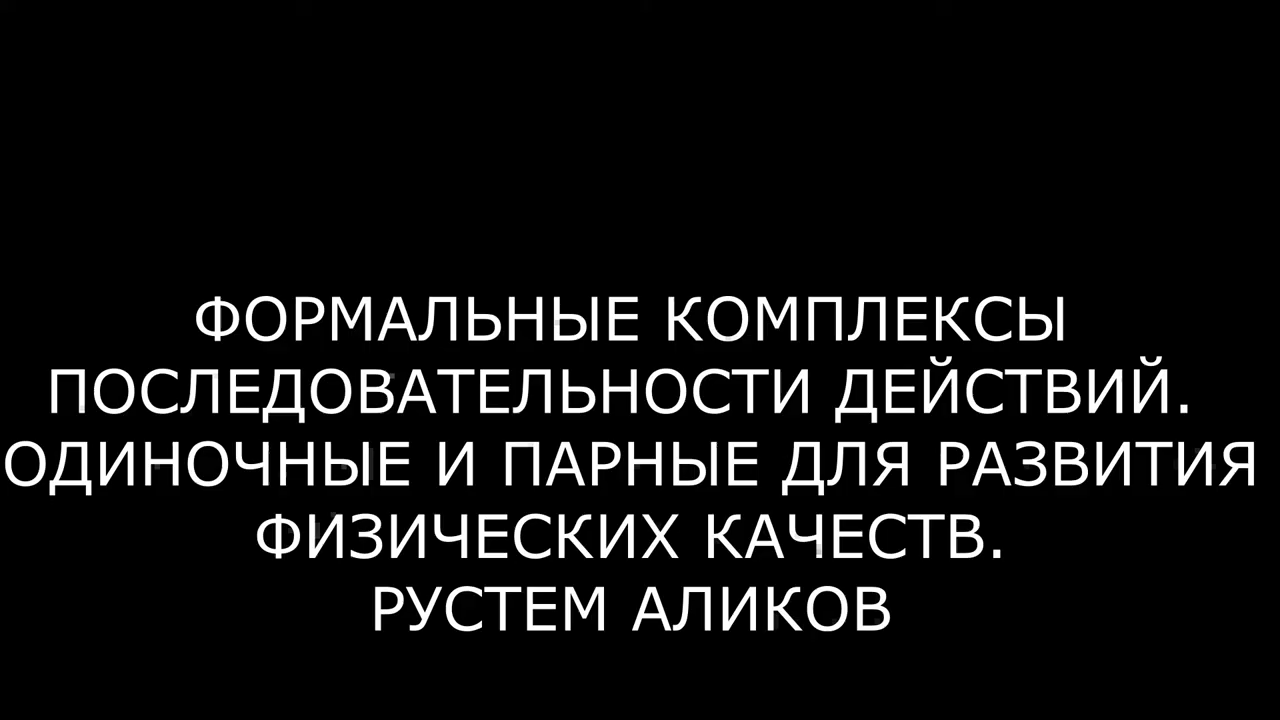 ФОРМАЛЬНЫЕ КОМПЛЕКСЫ
ПОСЛЕДОВАТЕЛЬНОСТИ ДЕЙСТВИЙ.
ОДИНОЧНЫЕ И ПАРНЫЕ ДЛЯ РАЗВИТИЯ
ФИЗИЧЕСКИХ КАЧЕСТВ.
РУСТЕМ АЛИКОВ